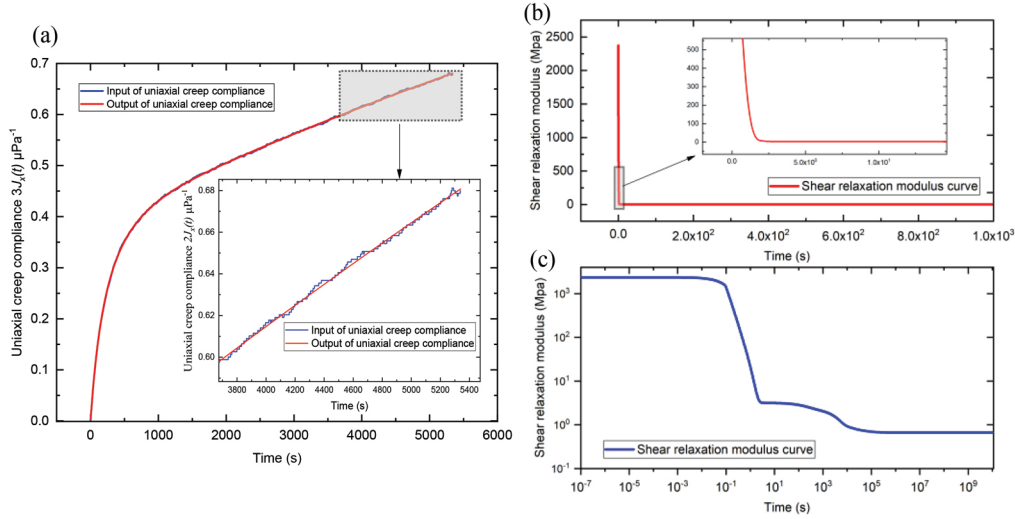 (a)
0.7
0.6
0.5
0.4
0.3
0.2
0.1
0.0
Uniaxial creep compliance 3Jx(t) μPa⁻¹
Input of uniaxial creep compliance
Output of uniaxial creep compliance
0
1000
2000
3000
4000
5000
6000
Time (s)
0.68
0.66
0.64
0.62
0.60
Uniaxial creep compliance 2Jx(t) μPa⁻¹
Input of uniaxial creep compliance
Output of uniaxial creep compliance
3800
4000
4200
4400
4600
4800
5000
5200
5400
Time (s)
(b)
2500
2000
1500
1000
500
0
Shear relaxation modulus (Mpa)
500
400
300
200
100
0
0.0
5.0x10⁰
1.0x10¹
Shear relaxation modulus curve
0.0
2.0x10²
4.0x10²
6.0x10²
8.0x10²
1.0x10³
Time (s)
(c)
10³
10²
10¹
10⁰
10⁻¹
Shear relaxation modulus (Mpa)
Shear relaxation modulus curve
10⁻⁷
10⁻⁵
10⁻³
10⁻¹
10¹
10³
10⁵
10⁷
10⁹
Time (s)